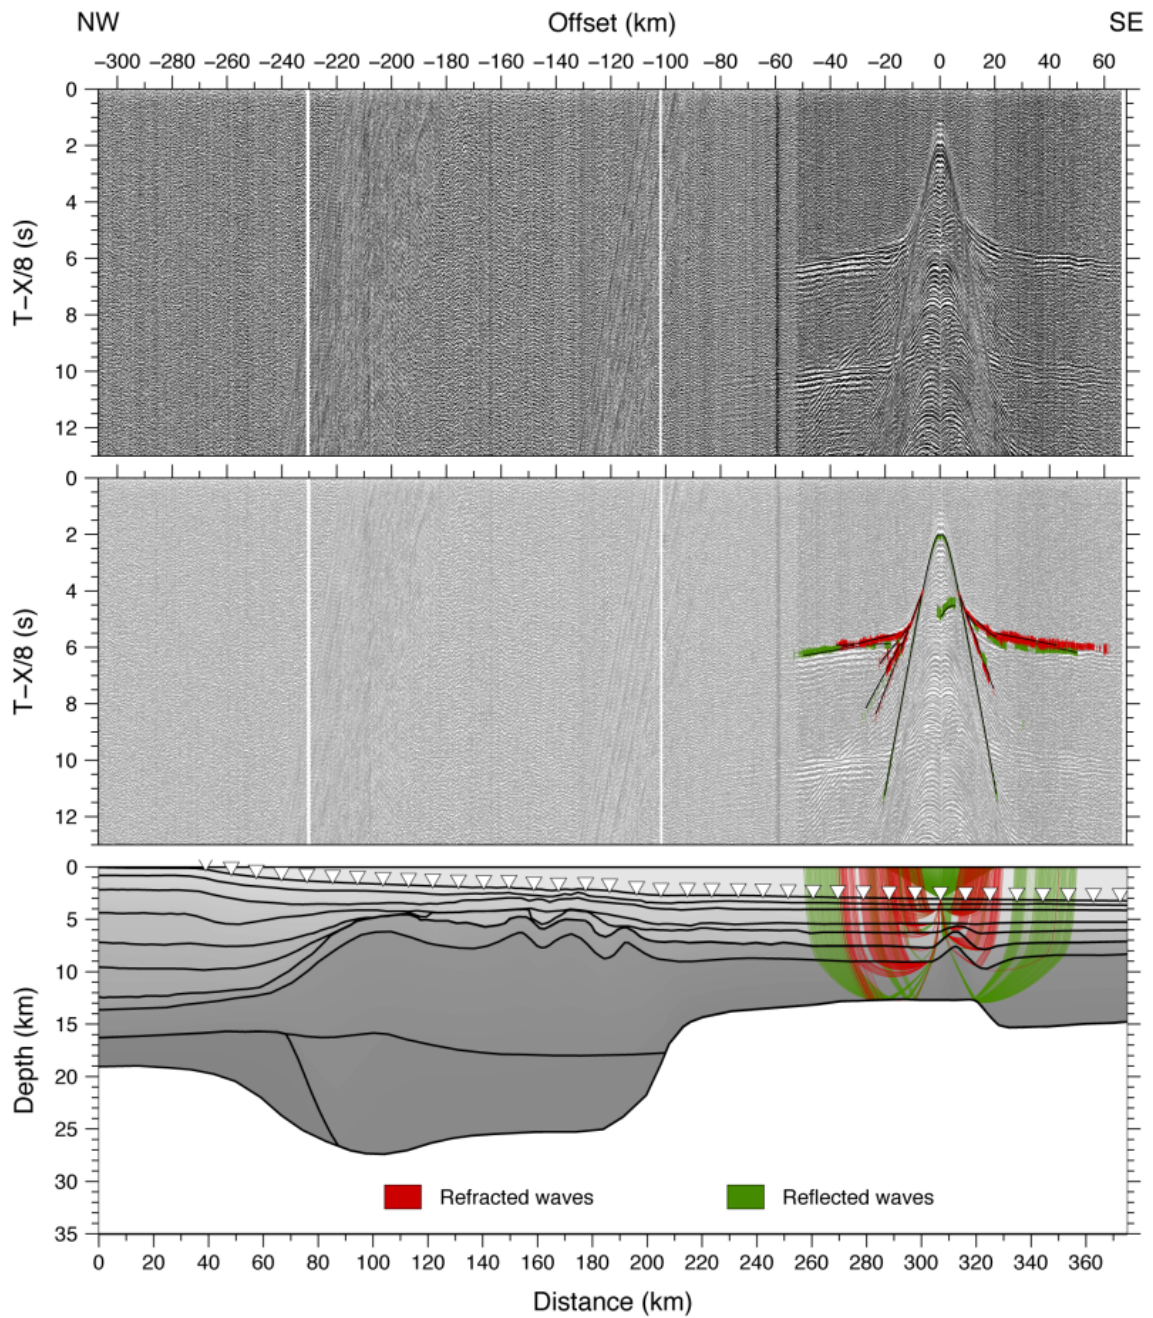 NW Offset (km) SE
−300 −280 −260 −240 −220 −200 −180 −160 −140 −120 −100 −80 −60 −40 −20 0 20 40 60
T−X/8 (s)
0
2
4
6
8
10
12
T−X/8 (s)
0
2
4
6
8
10
12
Depth (km)
0
5
10
15
20
25
30
35
Refracted waves Reflected waves
0 20 40 60 80 100 120 140 160 180 200 220 240 260 280 300 320 340 360
Distance (km)